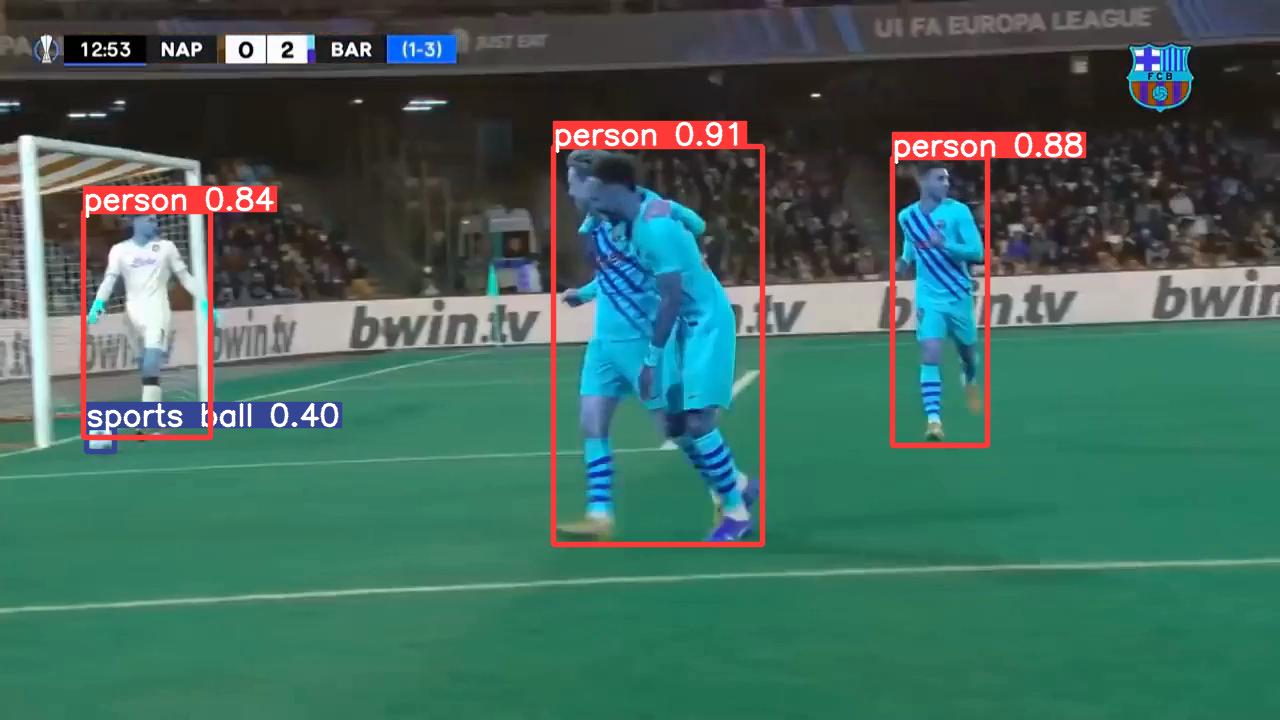 PA
12:53 NAP 0 2 BAR (1-3)
JUST EAT
UEFA EUROPA LEAGUE
FCB
person 0.91
person 0.88
person 0.84
bwin.tv
bwin.tv
bwin.tv
bwin
sports ball 0.40